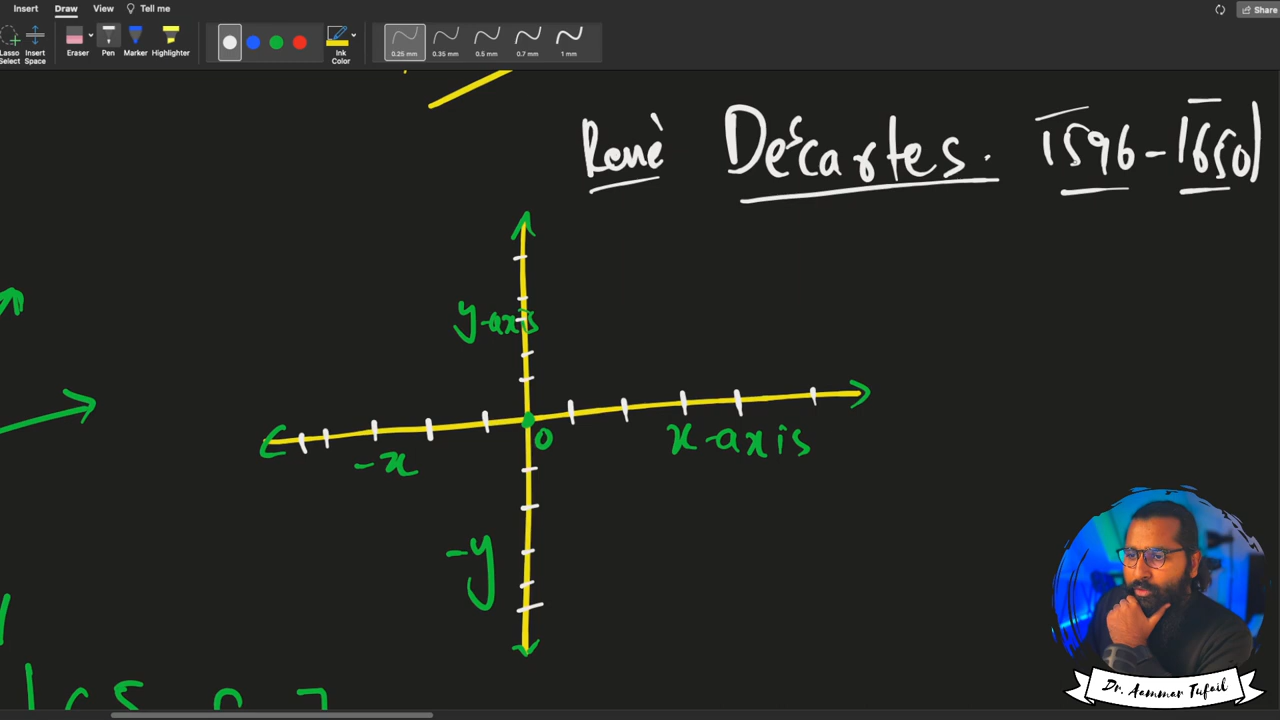 Insert Draw View Tell me
Share
Lasso Select
Insert Space
Eraser
Pen
Marker
Highlighter
Ink Color
0.25 mm
0.35 mm
0.5 mm
0.7 mm
1 mm
René Descartes. 1596-1650)
y-axis
0
x-axis
-x
-y
Dr. Aammar Tufail